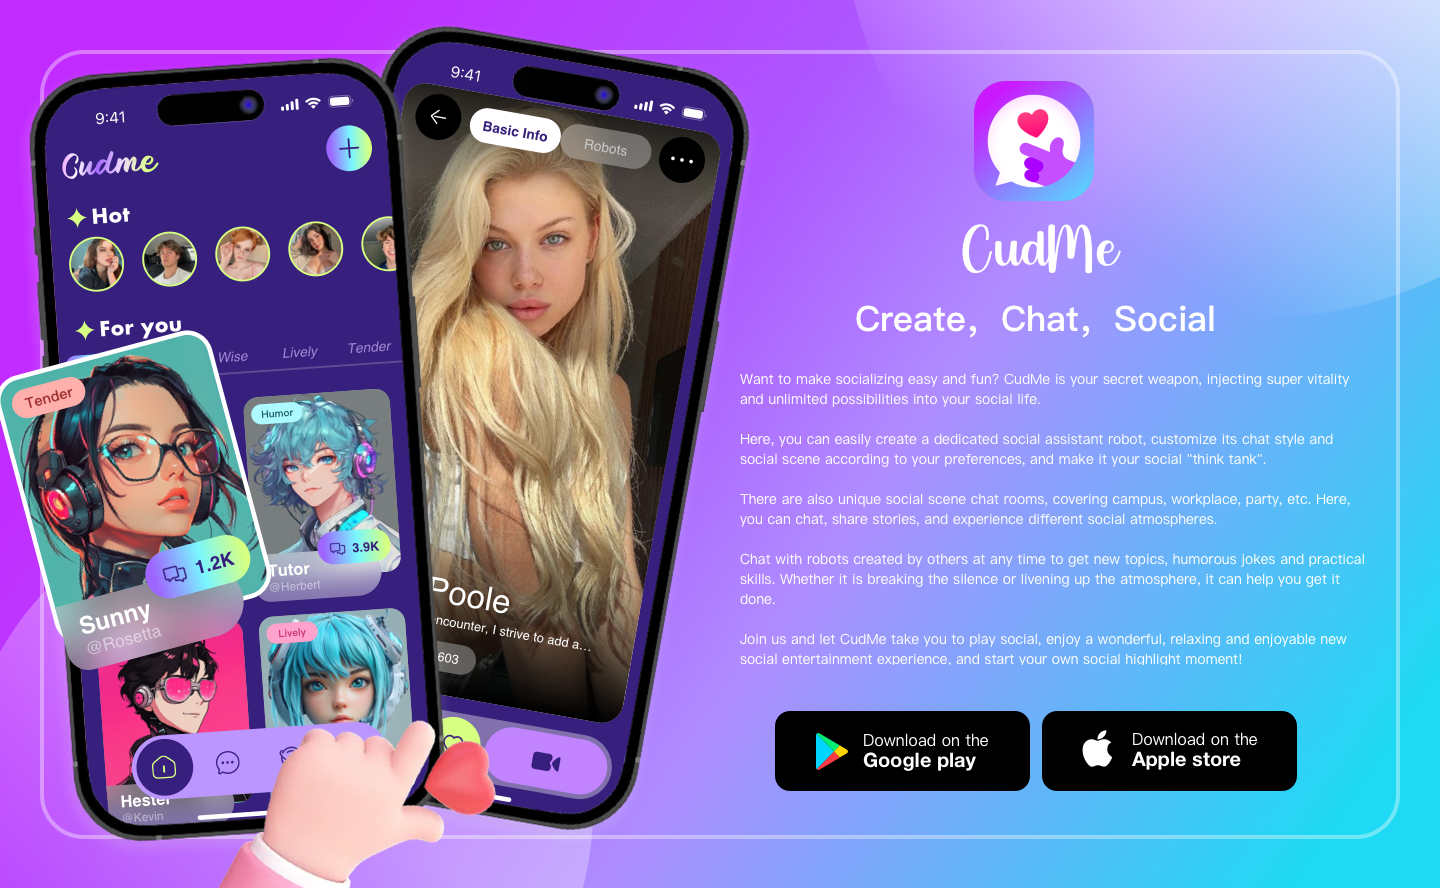 9:41
Cudme
Hot
For you
Wise
Lively
Tender
Tender
1.2K
Sunny
@Rosetta
Humor
3.9K
Tutor
@Herbert
Lively
Hester
@Kevin
9:41
Basic Info
Robots
Poole
ncounter, I strive to add a...
603
CudMe
Create, Chat, Social
Want to make socializing easy and fun? CudMe is your secret weapon, injecting super vitality
and unlimited possibilities into your social life.
Here, you can easily create a dedicated social assistant robot, customize its chat style and
social scene according to your preferences, and make it your social "think tank".
There are also unique social scene chat rooms, covering campus, workplace, party, etc. Here,
you can chat, share stories, and experience different social atmospheres.
Chat with robots created by others at any time to get new topics, humorous jokes and practical
skills. Whether it is breaking the silence or livening up the atmosphere, it can help you get it
done.
Join us and let CudMe take you to play social, enjoy a wonderful, relaxing and enjoyable new
social entertainment experience, and start your own social highlight moment!
Download on the
Google play
Download on the
Apple store